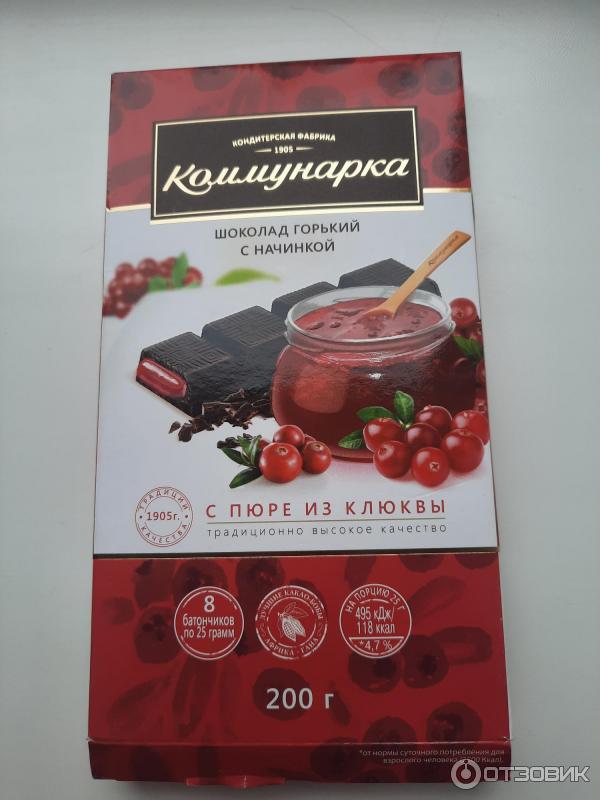 КОНДИТЕРСКАЯ ФАБРИКА
1905
Коммунарка
ШОКОЛАД ГОРЬКИЙ
С НАЧИНКОЙ
Коммунарка
ТРАДИЦИИ
1905г.
КАЧЕСТВА
С ПЮРЕ ИЗ КЛЮКВЫ
традиционно высокое качество
8
батончиков
по 25 грамм
ЛУЧШИЕ КАКАО-БОБЫ
АФРИКА - ГАНА
НА ПОРЦИЮ 25 г
495 кДж/
118 ккал
*4,7 %
200 г
*от нормы суточного потребления для
взрослого человека Ккал).
ОТЗОВИК